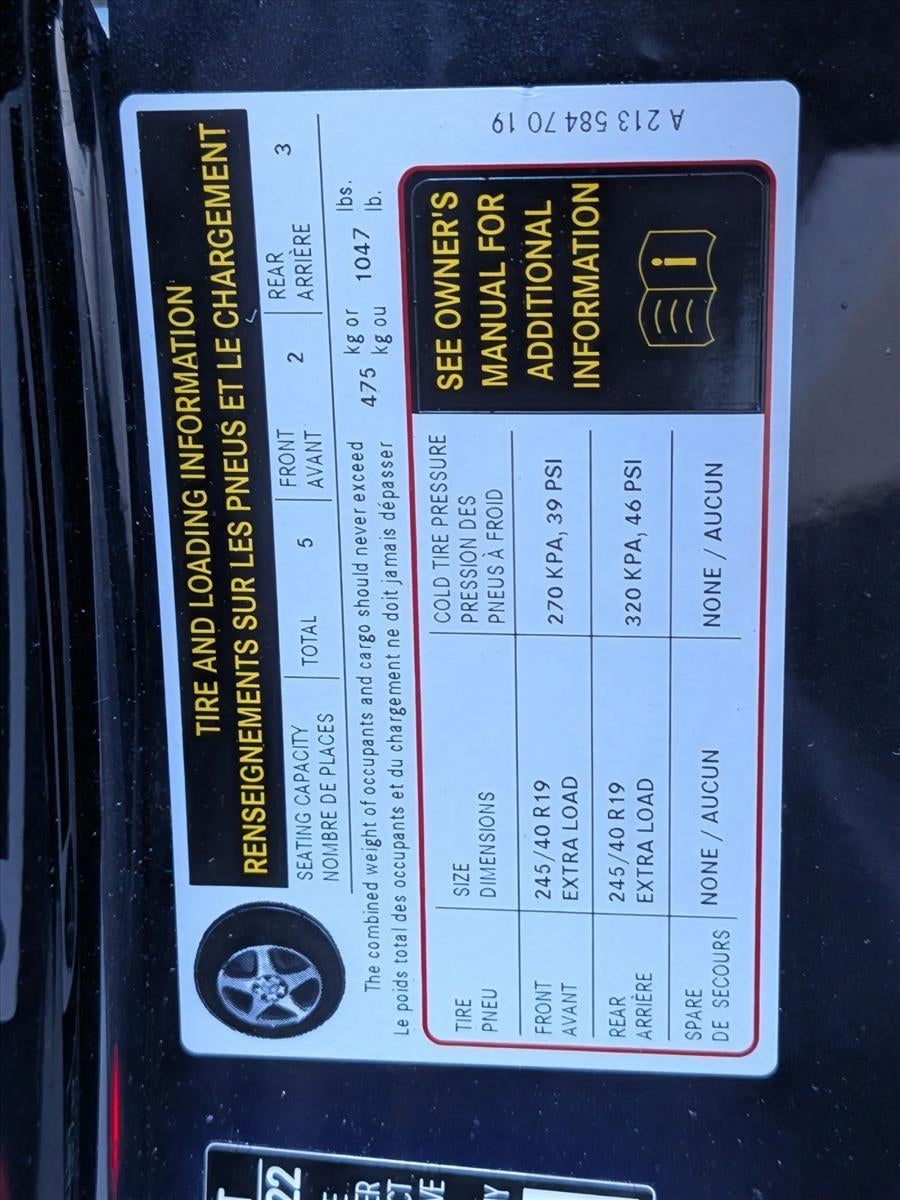 TIRE AND LOADING INFORMATION
RENSEIGNEMENTS SUR LES PNEUS ET LE CHARGEMENT
SEATING CAPACITY
NOMBRE DE PLACES
TOTAL 5
FRONT
AVANT
2
REAR
ARRIÈRE
3
The combined weight of occupants and cargo should never exceed 475 kg or 1047 lbs.
Le poids total des occupants et du chargement ne doit jamais dépasser kg ou lb.
TIRE
PNEU
SIZE
DIMENSIONS
COLD TIRE PRESSURE
PRESSION DES
PNEUS À FROID
FRONT
AVANT
245/40 R19
EXTRA LOAD
270 KPA, 39 PSI
REAR
ARRIÈRE
245/40 R19
EXTRA LOAD
320 KPA, 46 PSI
SPARE
DE SECOURS
NONE / AUCUN
NONE / AUCUN
SEE OWNER'S
MANUAL FOR
ADDITIONAL
INFORMATION
A 213 584 70 19
22